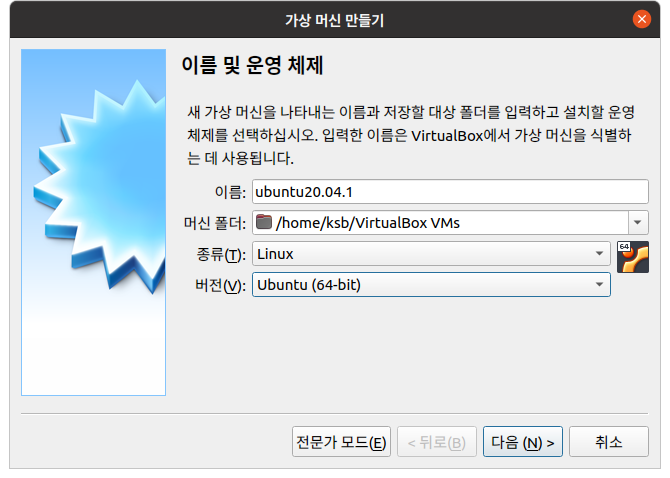 가상 머신 만들기
이름 및 운영 체제
새 가상 머신을 나타내는 이름과 저장할 대상 폴더를 입력하고 설치할 운영
체제를 선택하십시오. 입력한 이름은 VirtualBox에서 가상 머신을 식별하
는 데 사용됩니다.
이름: ubuntu20.04.1
머신 폴더: /home/ksb/VirtualBox VMs
종류(T): Linux
64
버전(V): Ubuntu (64-bit)
전문가 모드(E) < 뒤로(B) 다음 (N) > 취소